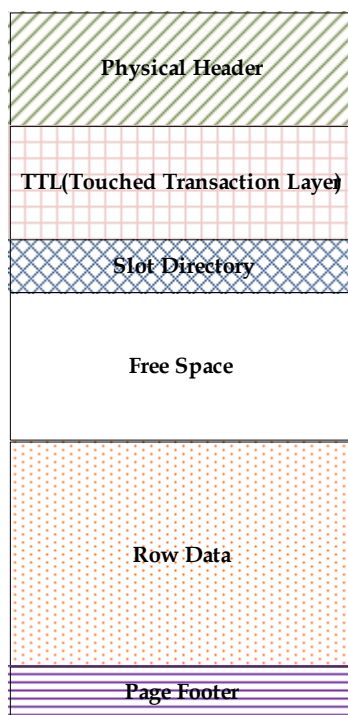 Physical Header
TTL(Touched Transaction Layer)
Slot Directory
Free Space
Row Data
Page Footer